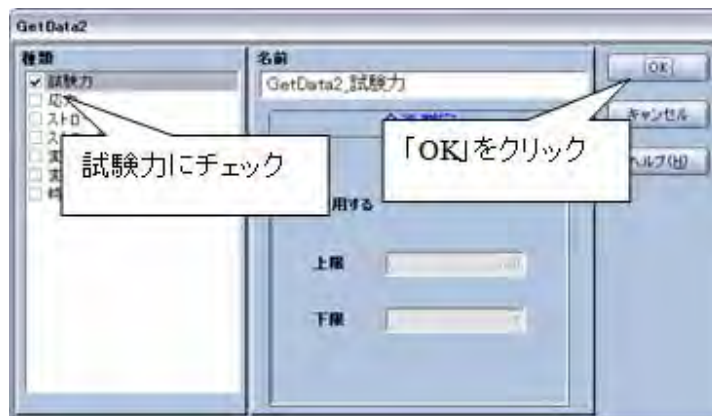 GetData2
種類
試験力
名前
GetData2_試験力
OK
キャンセル
ヘルプ(H)
試験力にチェック
「OK」をクリック
用する
上限
下限